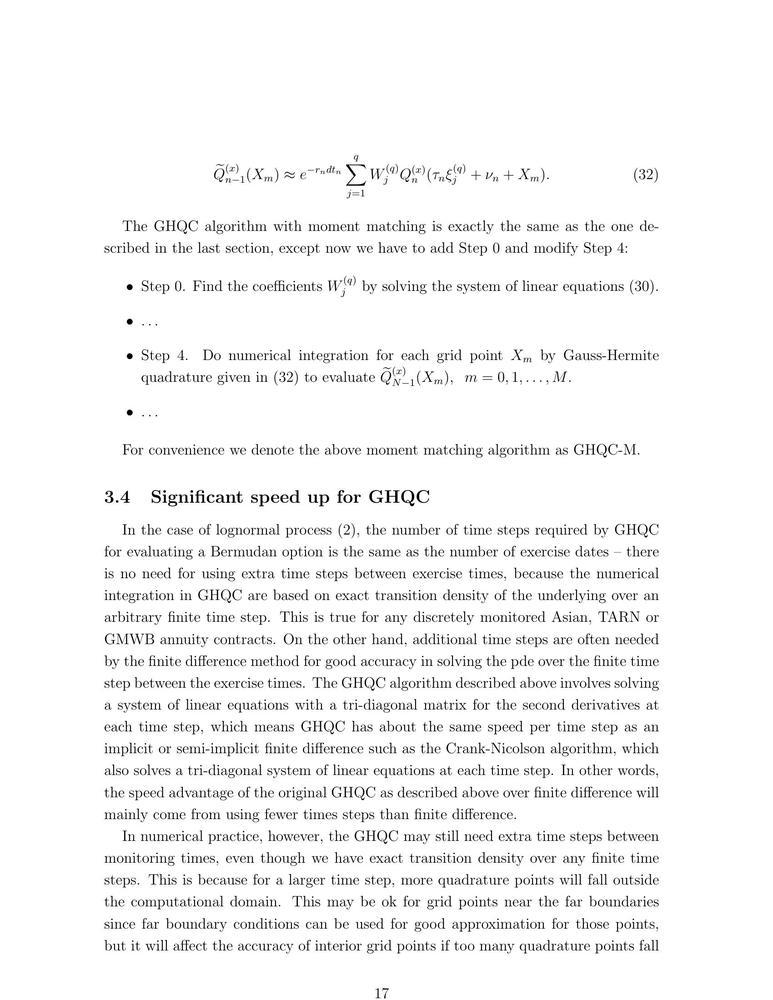 \widetilde{Q}_{n-1}^{(x)}(X_m) \approx e^{-r_n dt_n} \sum_{j=1}^{q} W_j^{(q)} Q_n^{(x)}(\tau_n \xi_j^{(q)} + \nu_n + X_m). (32)
The GHQC algorithm with moment matching is exactly the same as the one de-
scribed in the last section, except now we have to add Step 0 and modify Step 4:
• Step 0. Find the coefficients W_j^{(q)} by solving the system of linear equations (30).
• . . .
• Step 4. Do numerical integration for each grid point X_m by Gauss-Hermite
quadrature given in (32) to evaluate \widetilde{Q}_{N-1}^{(x)}(X_m), m = 0, 1, . . . , M.
• . . .
For convenience we denote the above moment matching algorithm as GHQC-M.
3.4 Significant speed up for GHQC
In the case of lognormal process (2), the number of time steps required by GHQC
for evaluating a Bermudan option is the same as the number of exercise dates – there
is no need for using extra time steps between exercise times, because the numerical
integration in GHQC are based on exact transition density of the underlying over an
arbitrary finite time step. This is true for any discretely monitored Asian, TARN or
GMWB annuity contracts. On the other hand, additional time steps are often needed
by the finite difference method for good accuracy in solving the pde over the finite time
step between the exercise times. The GHQC algorithm described above involves solving
a system of linear equations with a tri-diagonal matrix for the second derivatives at
each time step, which means GHQC has about the same speed per time step as an
implicit or semi-implicit finite difference such as the Crank-Nicolson algorithm, which
also solves a tri-diagonal system of linear equations at each time step. In other words,
the speed advantage of the original GHQC as described above over finite difference will
mainly come from using fewer times steps than finite difference.
In numerical practice, however, the GHQC may still need extra time steps between
monitoring times, even though we have exact transition density over any finite time
steps. This is because for a larger time step, more quadrature points will fall outside
the computational domain. This may be ok for grid points near the far boundaries
since far boundary conditions can be used for good approximation for those points,
but it will affect the accuracy of interior grid points if too many quadrature points fall
17